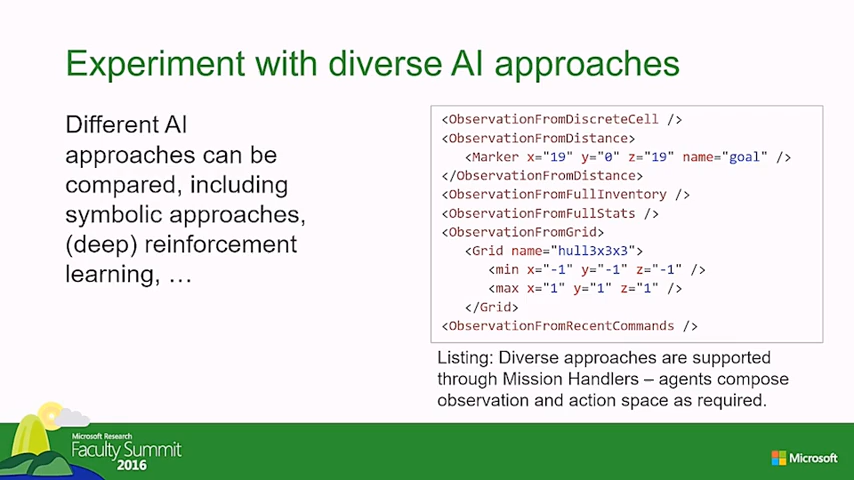 Experiment with diverse AI approaches
Different AI
approaches can be
compared, including
symbolic approaches,
(deep) reinforcement
learning, …
<ObservationFromDiscreteCell />
<ObservationFromDistance>
<Marker x="19" y="0" z="19" name="goal" />
</ObservationFromDistance>
<ObservationFromFullInventory />
<ObservationFromFullStats />
<ObservationFromGrid>
<Grid name="hull3x3x3">
<min x="-1" y="-1" z="-1" />
<max x="1" y="1" z="1" />
</Grid>
<ObservationFromRecentCommands />
Listing: Diverse approaches are supported
through Mission Handlers – agents compose
observation and action space as required.
Microsoft Research
Faculty Summit
2016
Microsoft